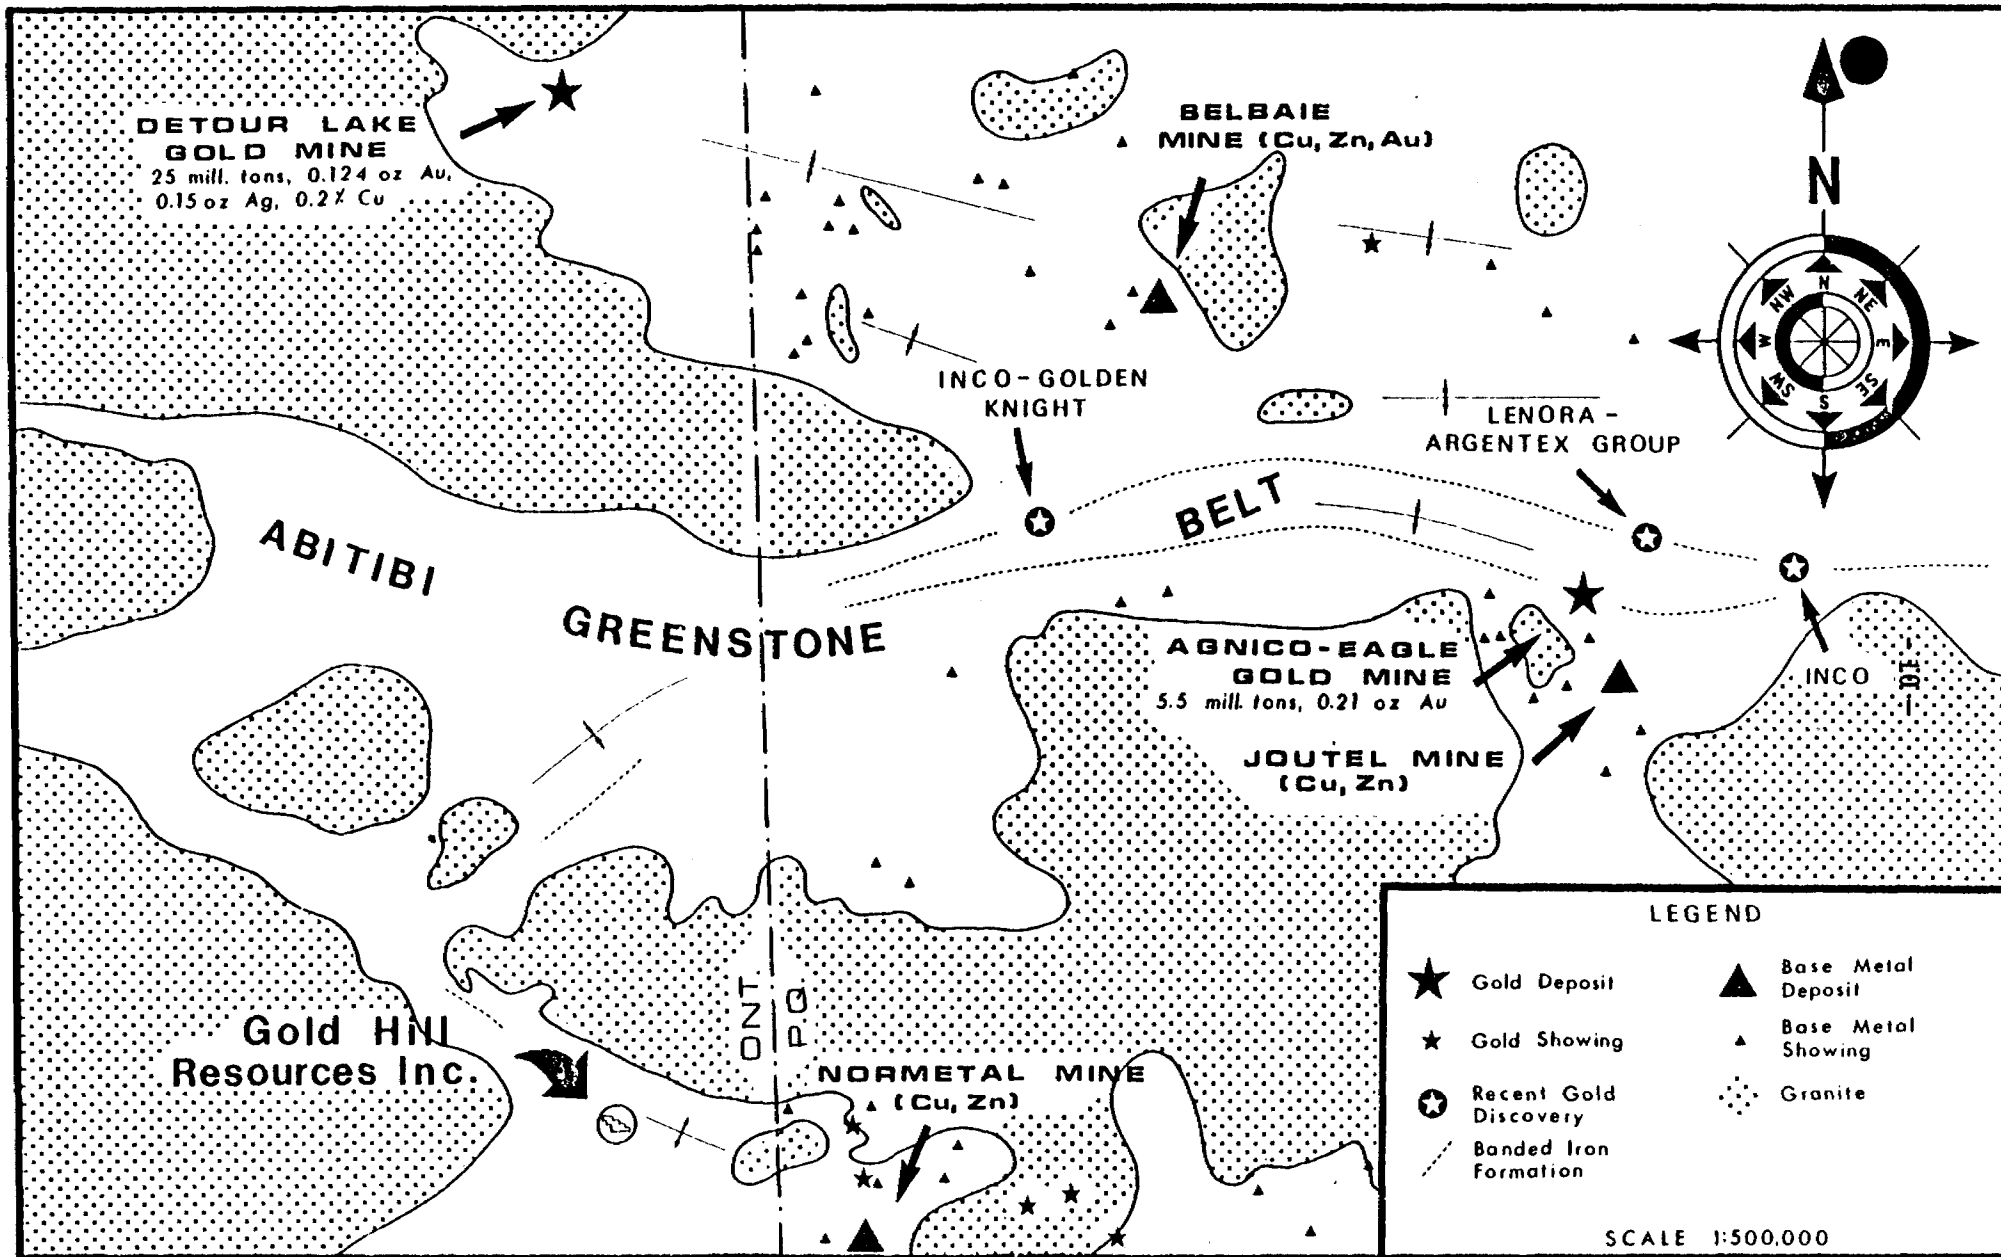 DETOUR LAKE
GOLD MINE
25 mill. tons, 0.124 oz Au,
0.15 oz Ag, 0.2% Cu
BELBAIE
MINE (Cu, Zn, Au)
N
N
NE
E
SE
S
SW
W
NW
INCO-GOLDEN
KNIGHT
LENORA-
ARGENTEX GROUP
ABITIBI
GREENSTONE
BELT
AGNICO-EAGLE
GOLD MINE
5.5 mill. tons, 0.21 oz Au
INCO
-10-
JOUTEL MINE
(Cu, Zn)
Gold Hill
Resources Inc.
ONT
PQ
NORMETAL MINE
(Cu, Zn)
LEGEND
Gold Deposit
Base Metal
Deposit
Gold Showing
Base Metal
Showing
Recent Gold
Discovery
Granite
Banded Iron
Formation
SCALE 1:500,000